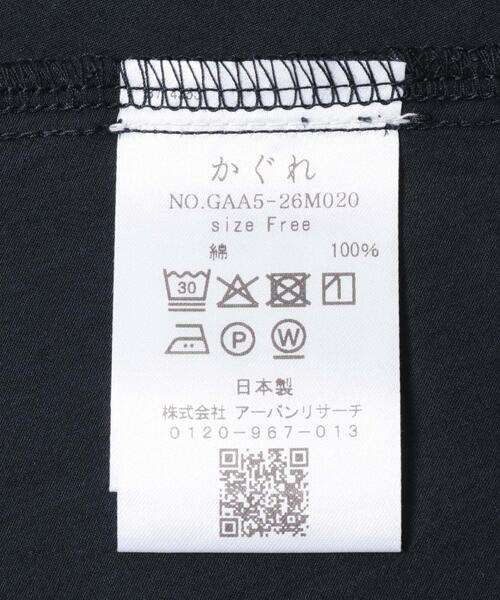 かぐれ
NO.GAA5-26M020
size Free
綿 100%
30
P W
日本製
株式会社 アーバンリサーチ
0120-967-013